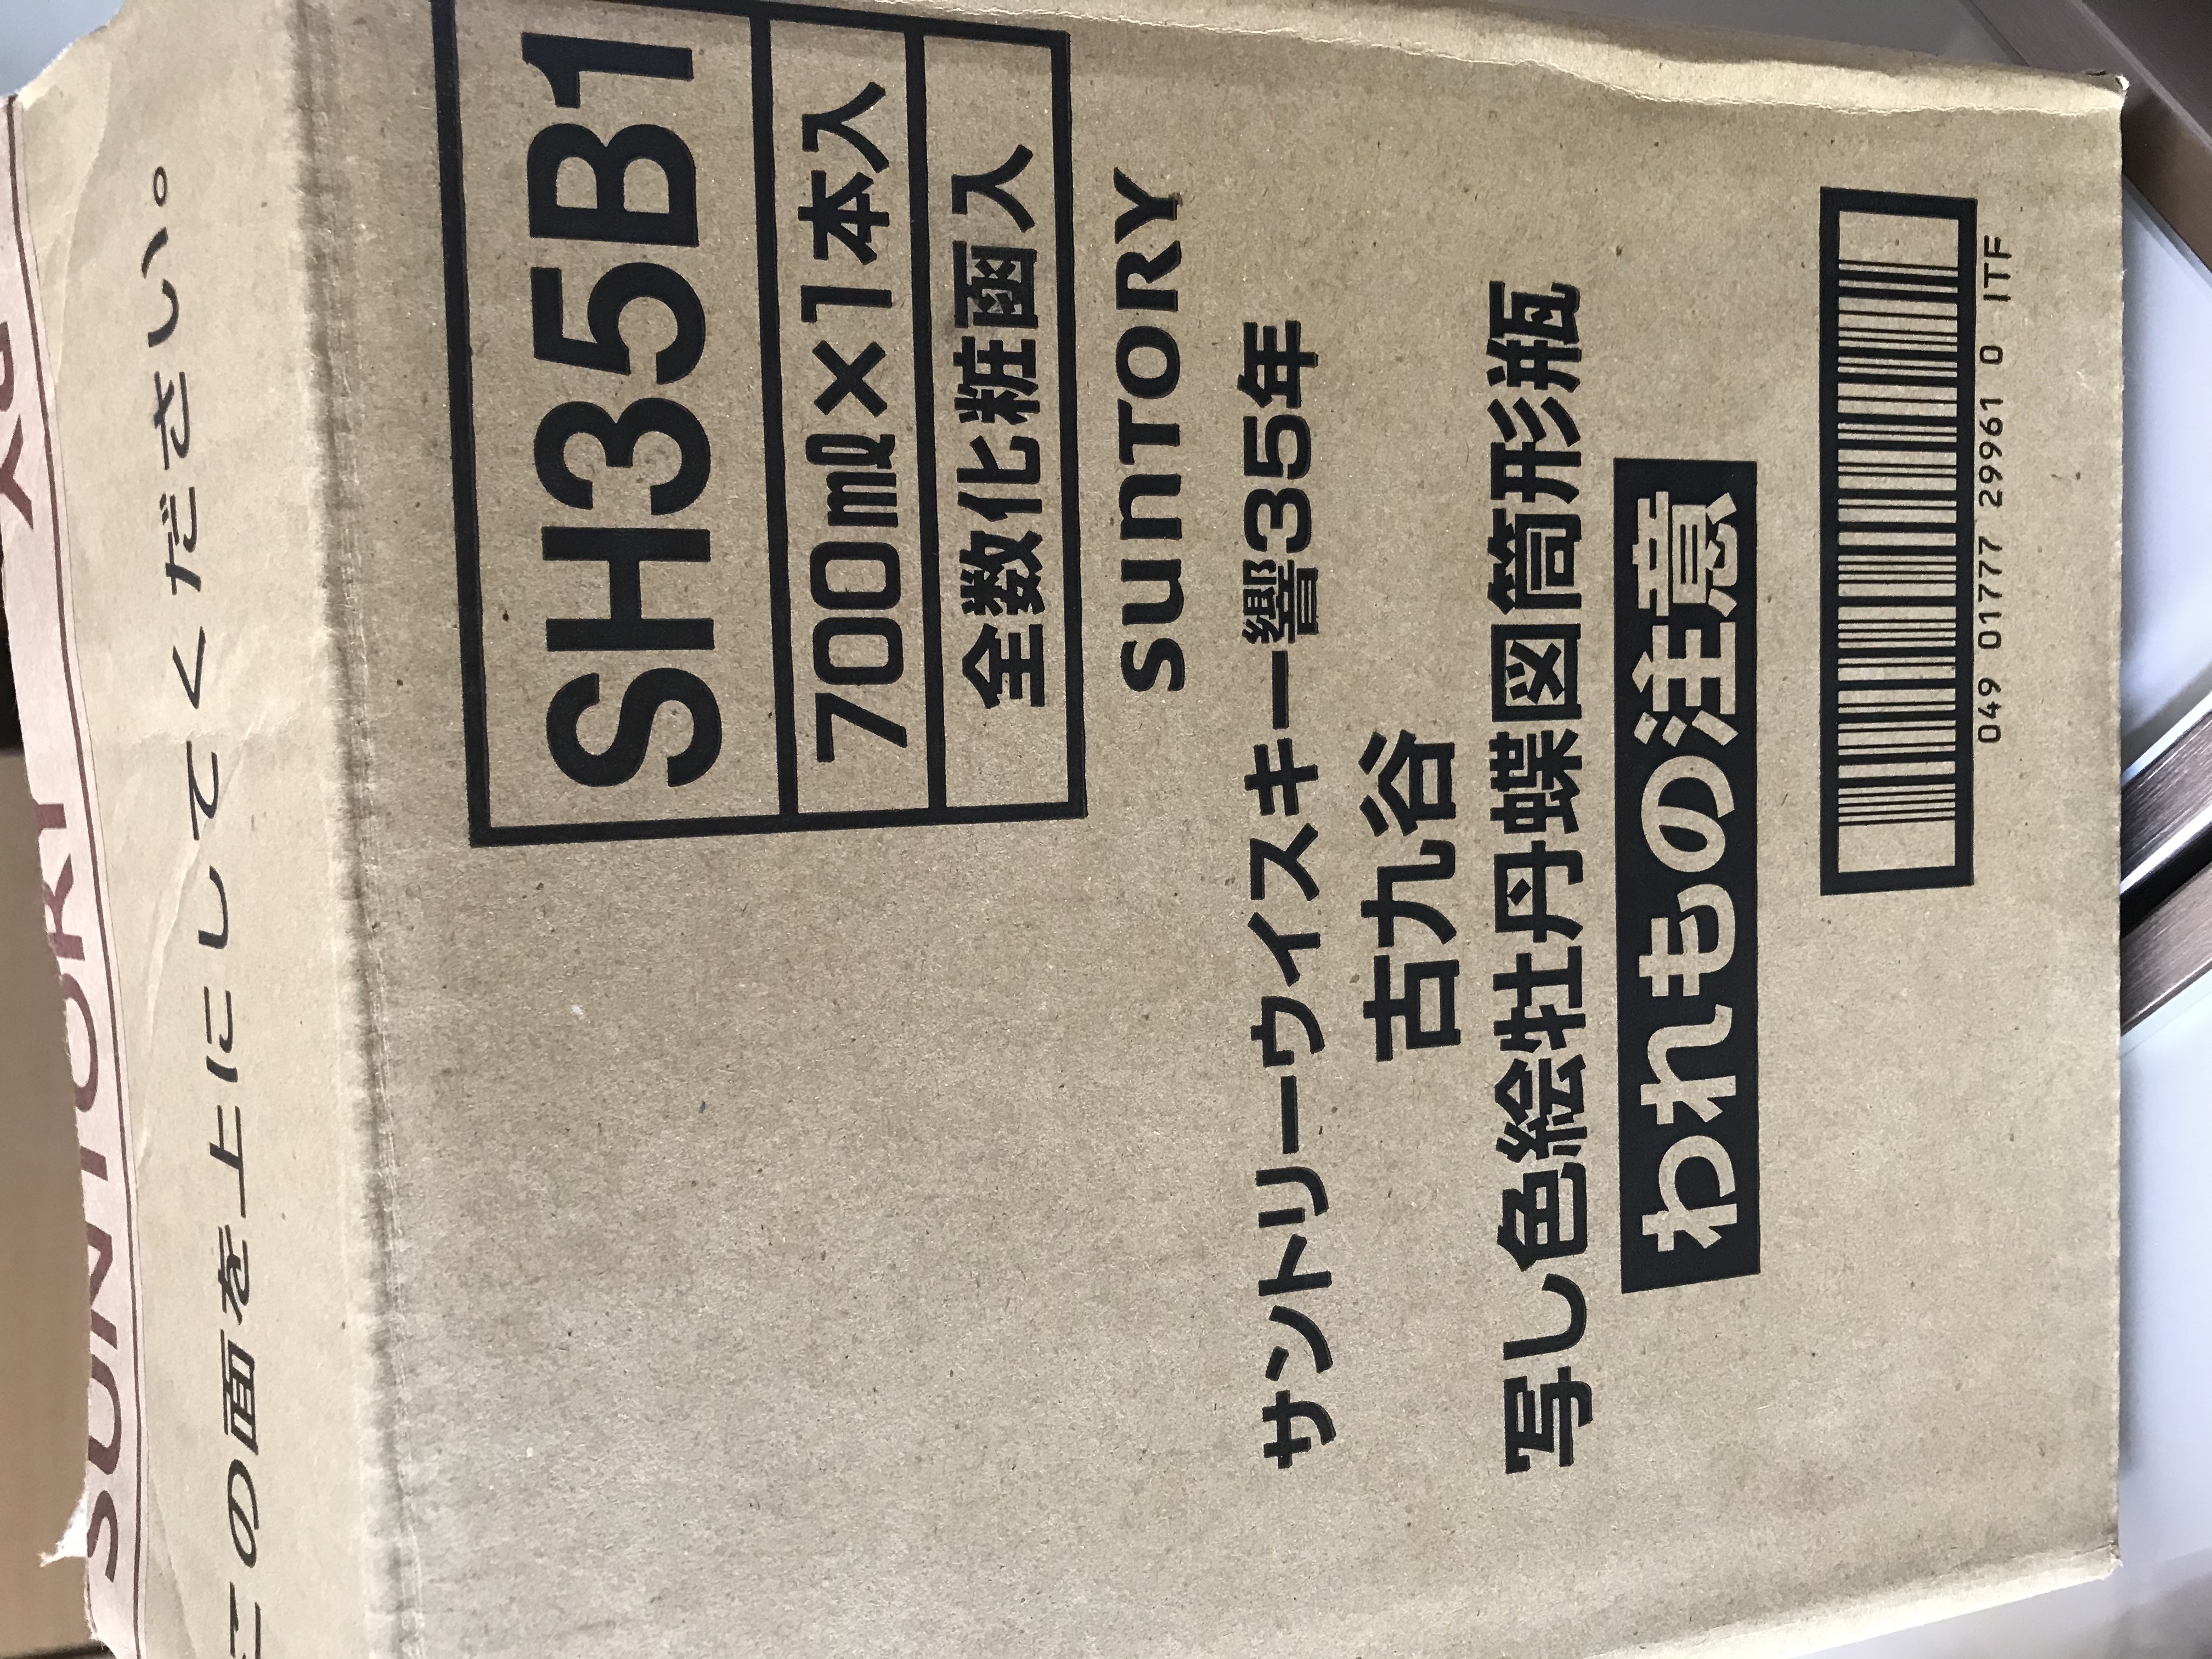 SUNTORY
RY
この面を上にしてください。
SH35B1
700ml×1本入
全数化粧函入
SUNTORY
サントリーウイスキー響35年
古九谷
写し色絵牡丹蝶図筒形瓶
われもの注意
049 01777 29961 0 ITF